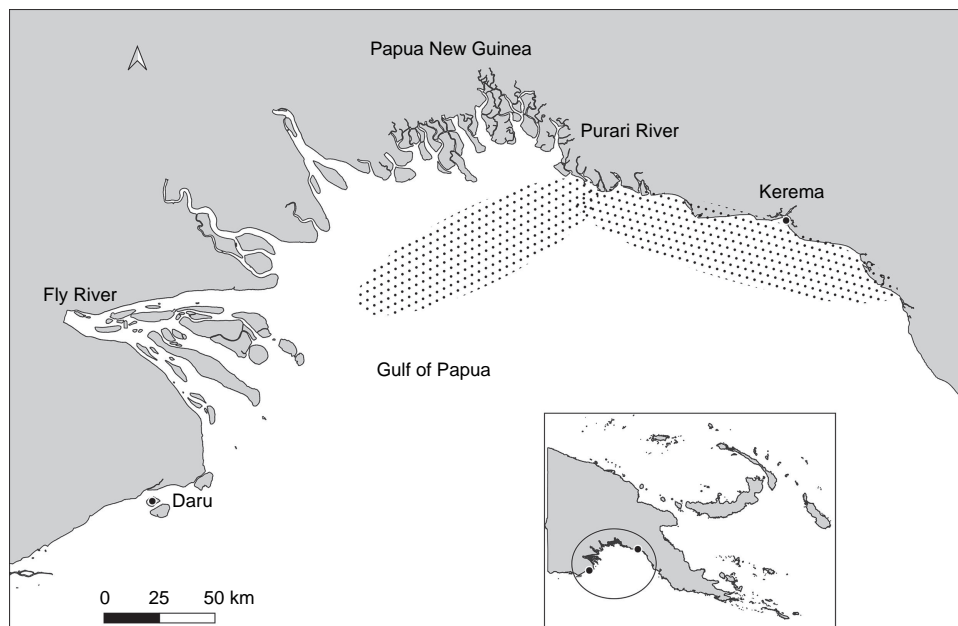 Papua New Guinea
Purari River
Kerema
Fly River
Gulf of Papua
Daru
0 25 50 km